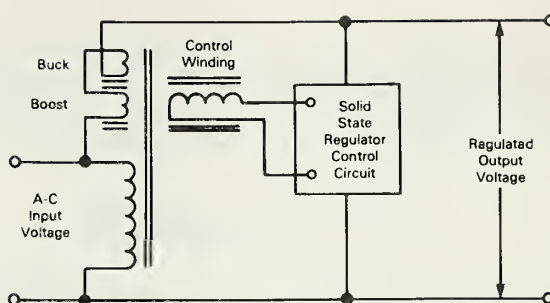 Buck
Boost
A-C
Input
Voltage
Control
Winding
Solid
State
Regulator
Control
Circuit
Ragulatad
Output
Voltage